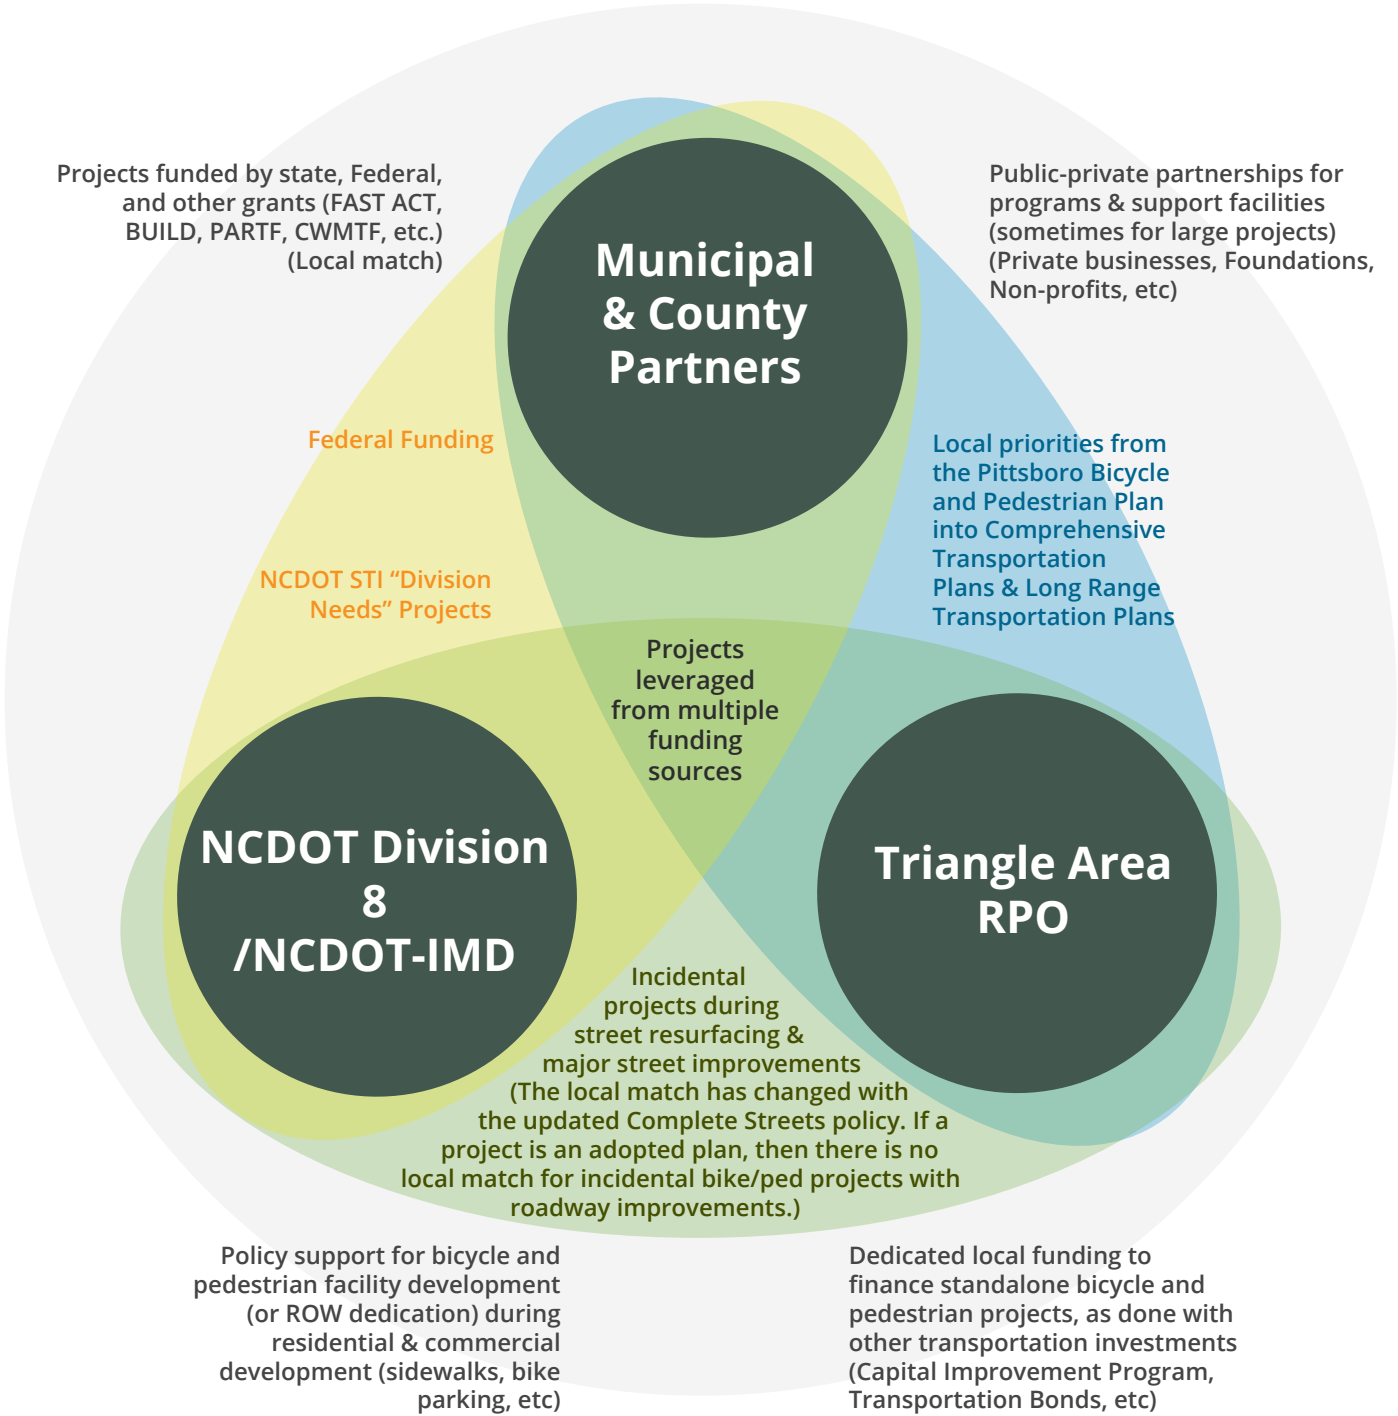 Projects funded by state, Federal,
and other grants (FAST ACT,
BUILD, PARTF, CWMTF, etc.)
(Local match)
Public-private partnerships for
programs & support facilities
(sometimes for large projects)
(Private businesses, Foundations,
Non-profits, etc)
Municipal
& County
Partners
Federal Funding
NCDOT STI “Division
Needs” Projects
Local priorities from
the Pittsboro Bicycle
and Pedestrian Plan
into Comprehensive
Transportation
Plans & Long Range
Transportation Plans
Projects
leveraged
from multiple
funding
sources
NCDOT Division
8
/NCDOT-IMD
Triangle Area
RPO
Incidental
projects during
street resurfacing &
major street improvements
(The local match has changed with
the updated Complete Streets policy. If a
project is an adopted plan, then there is no
local match for incidental bike/ped projects with
roadway improvements.)
Policy support for bicycle and
pedestrian facility development
(or ROW dedication) during
residential & commercial
development (sidewalks, bike
parking, etc)
Dedicated local funding to
finance standalone bicycle and
pedestrian projects, as done with
other transportation investments
(Capital Improvement Program,
Transportation Bonds, etc)